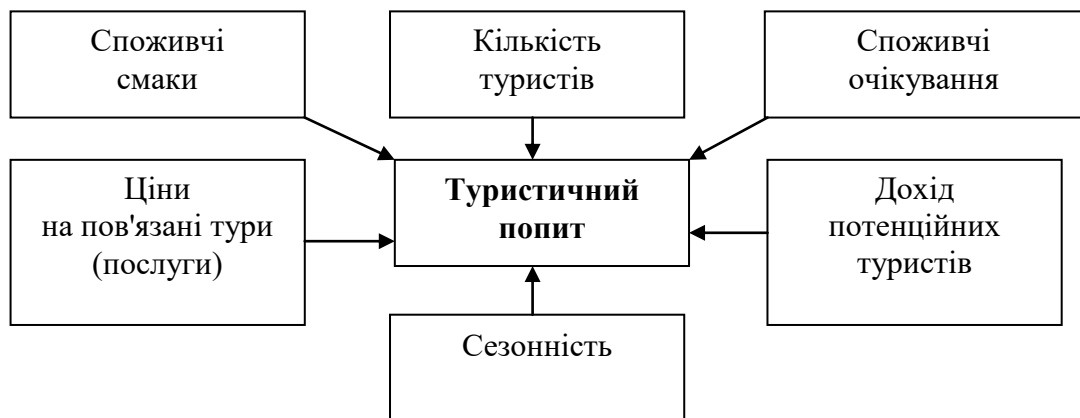 Споживчі
смаки
Кількість
туристів
Споживчі
очікування
Ціни
на пов'язані тури
(послуги)
Туристичний
попит
Дохід
потенційних
туристів
Сезонність